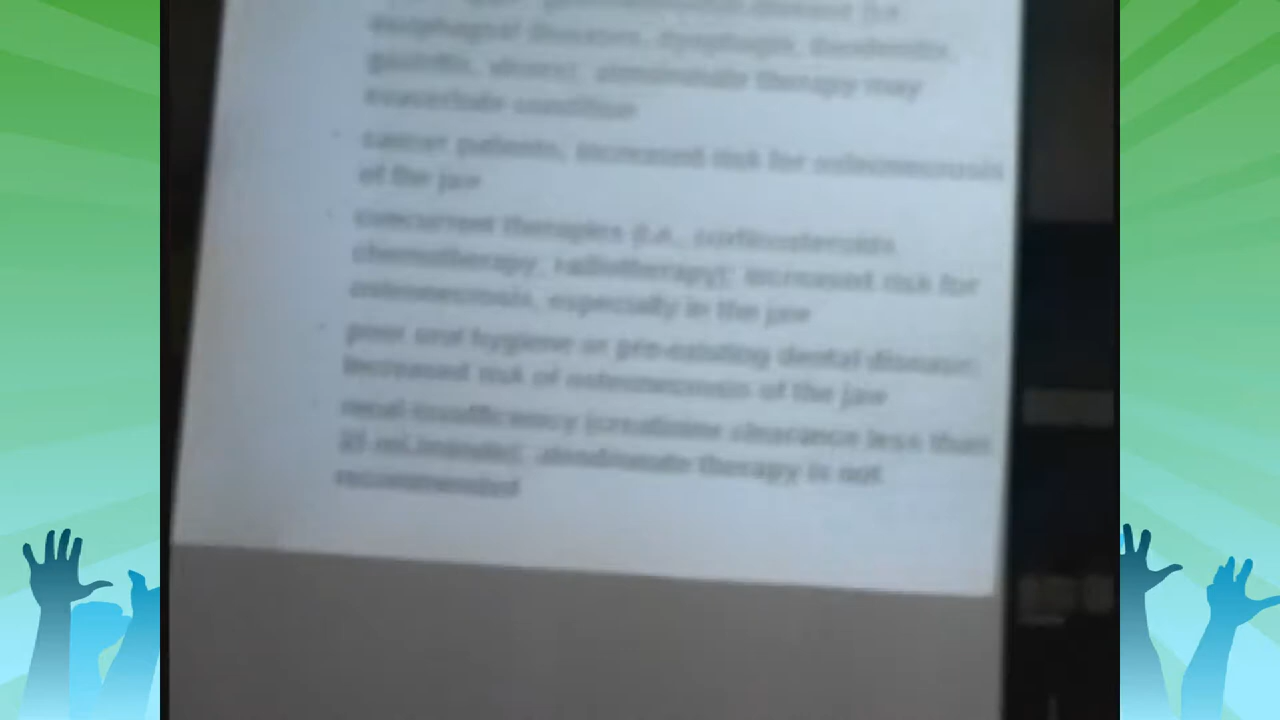 esophageal diseases, dysphagia, duodenitis,
gastritis, ulcers); alendronate therapy may
exacerbate condition
cancer patients, increased risk for osteonecrosis
of the jaw
concurrent therapies (i.e., corticosteroids,
chemotherapy, radiotherapy); increased risk for
osteonecrosis, especially in the jaw
poor oral hygiene or pre-existing dental disease;
increased risk of osteonecrosis of the jaw
renal insufficiency (creatinine clearance less than
alendronate therapy is not
recommended